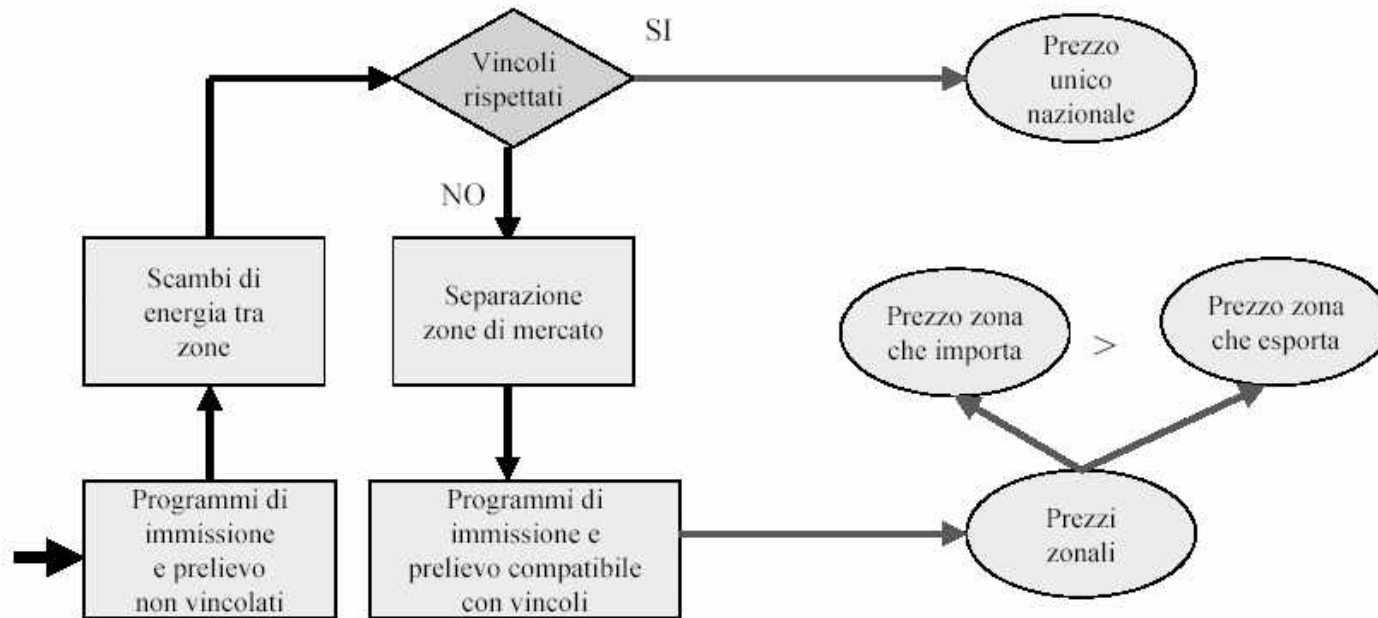 SI
Vincoli
rispettati
Prezzo
unico
nazionale
NO
Scambi di
energia tra
zone
Separazione
zone di mercato
Prezzo zona
che importa
>
Prezzo zona
che esporta
Programmi di
immissione
e prelievo
non vincolati
Programmi di
immissione e
prelievo compatibile
con vincoli
Prezzi
zonali